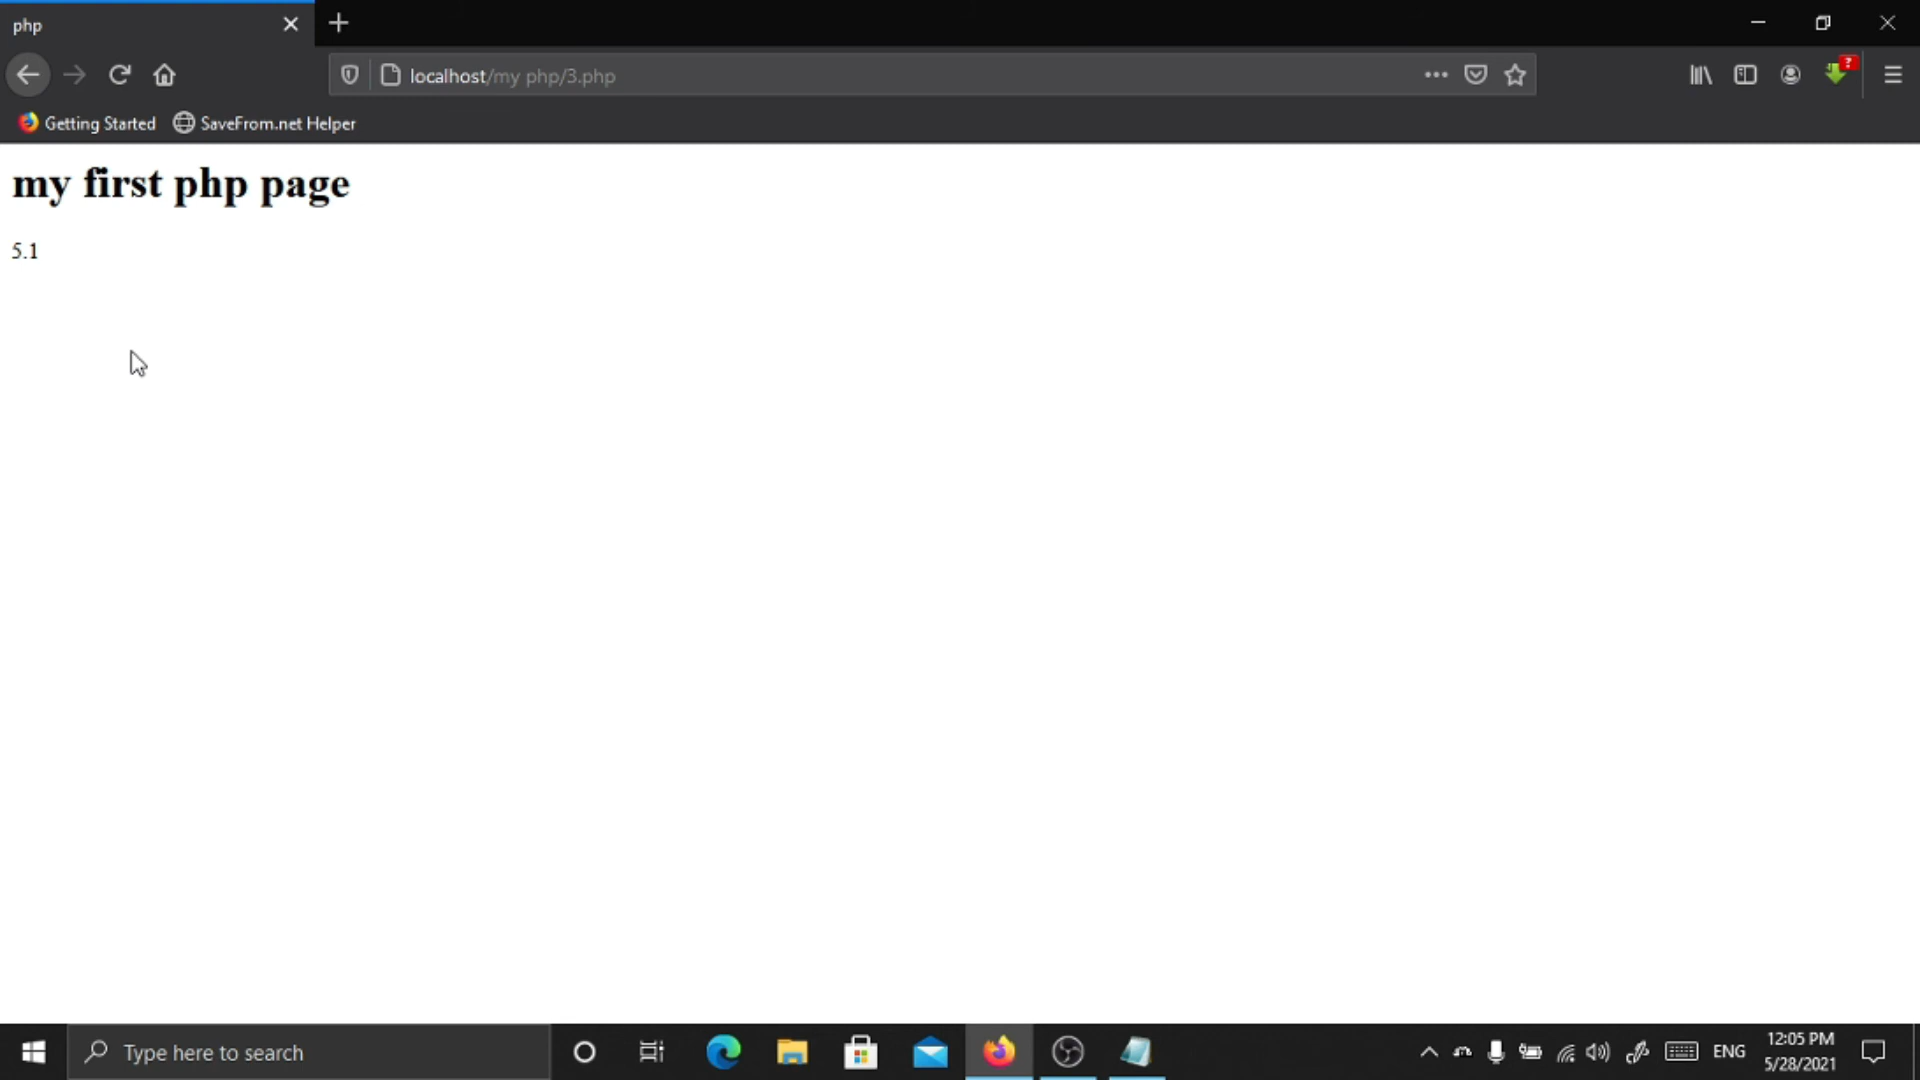 php
localhost/my php/3.php
?
Getting Started
SaveFrom.net Helper
my first php page
5.1
Type here to search
ENG
12:05 PM
5/28/2021